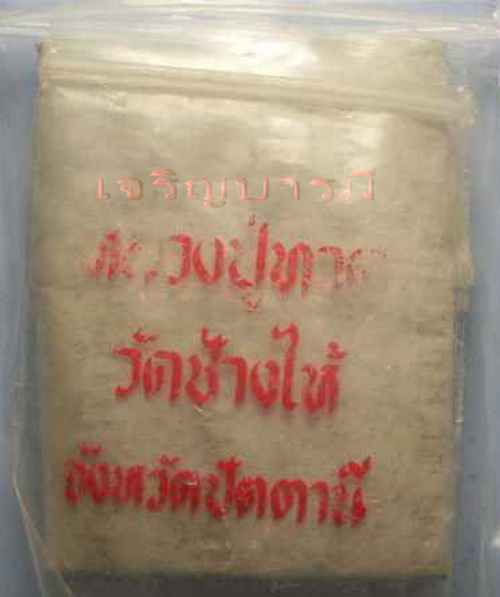 เจริญบารมี
หลวงปู่ทวด
วัดช้างให้
จังหวัดปัตตานี